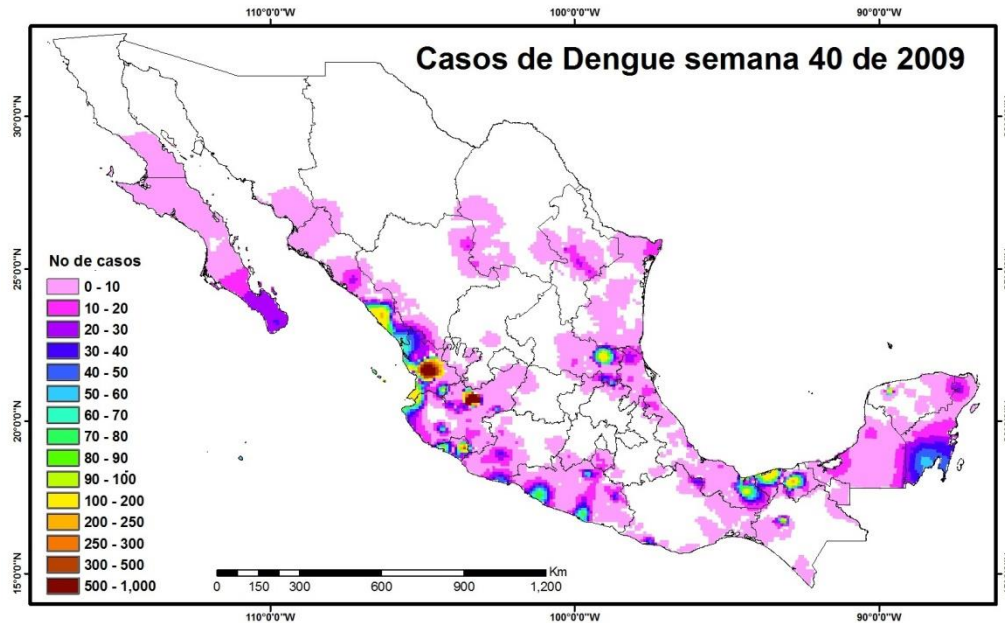 110°0'0"W 100°0'0"W 90°0'0"W
Casos de Dengue semana 40 de 2009
30°0'0"N
25°0'0"N
20°0'0"N
15°0'0"N
No de casos
0 - 10
10 - 20
20 - 30
30 - 40
40 - 50
50 - 60
60 - 70
70 - 80
80 - 90
90 - 100
100 - 200
200 - 250
250 - 300
300 - 500
500 - 1,000
Km
0 150 300 600 900 1,200
110°0'0"W 100°0'0"W 90°0'0"W